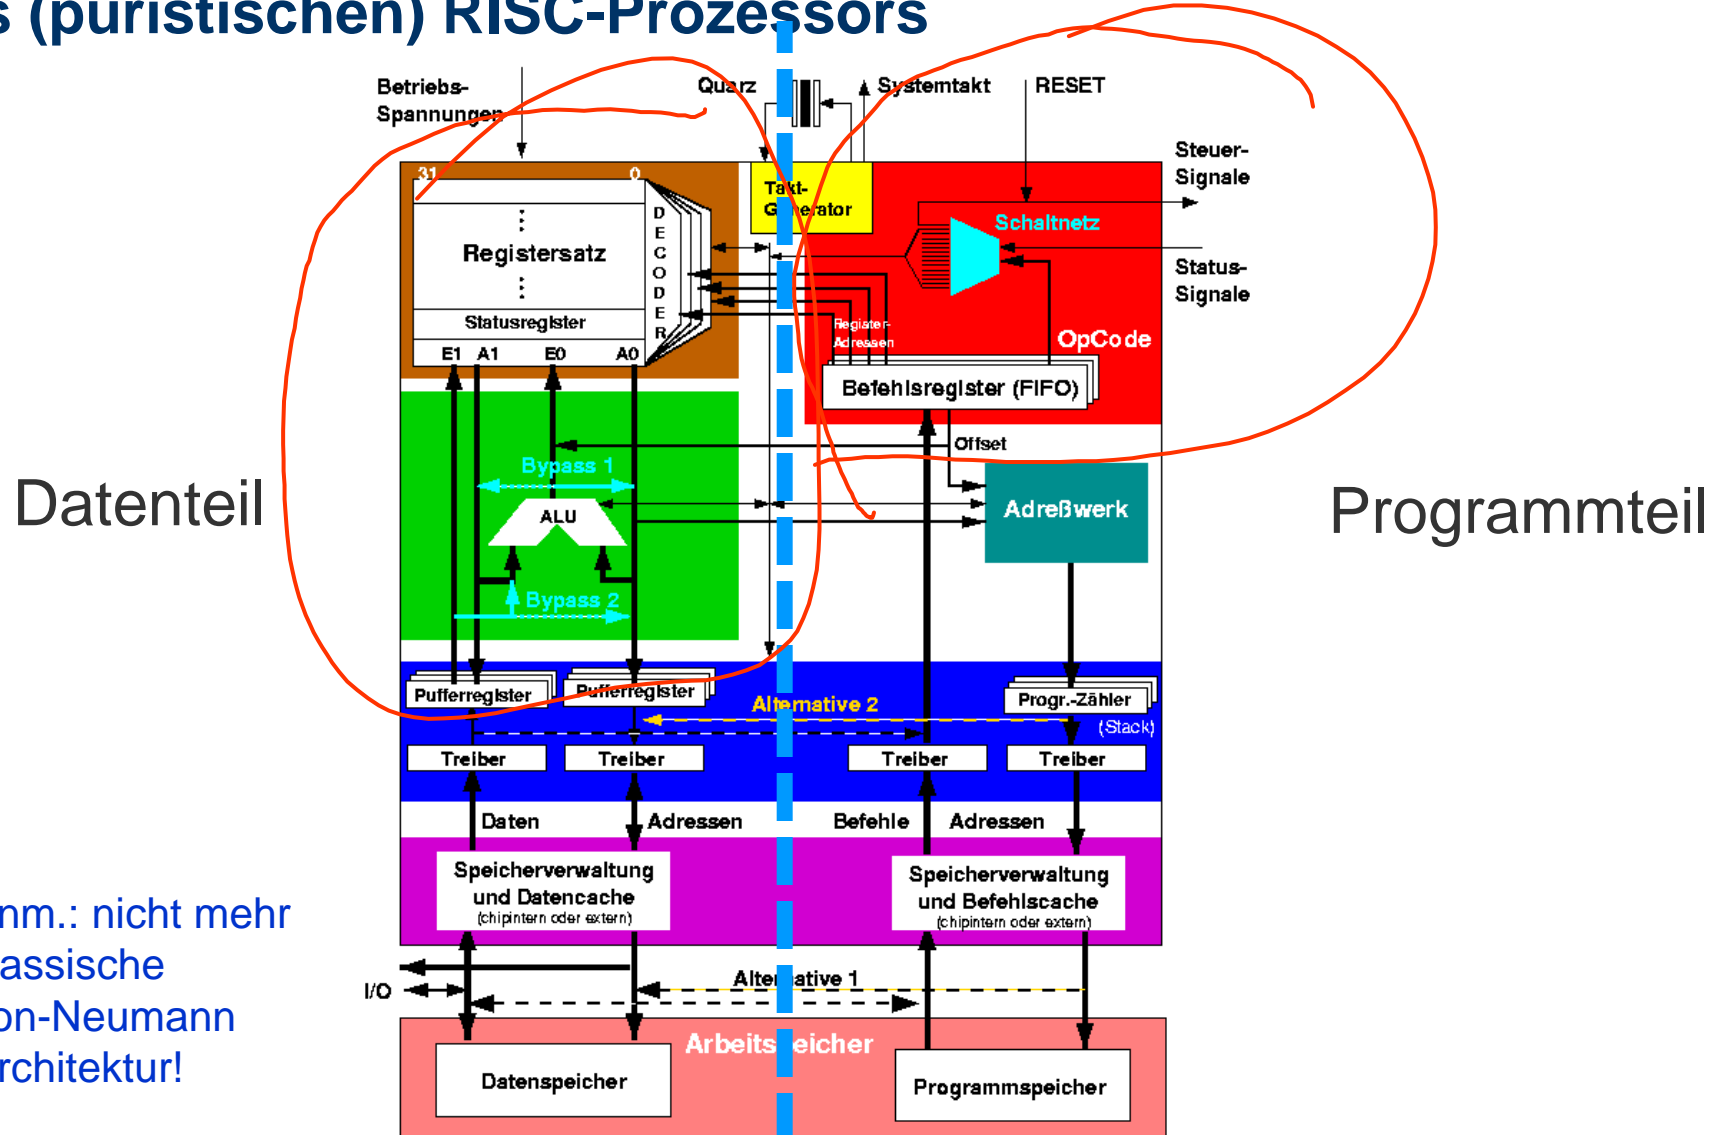 s (puristischen) RISC-Prozessors
Betriebs-
Spannungen
Quarz
Systemtakt
RESET
Steuer-
Signale
31
0
Takt-
Generator
Schaltnetz
DECODER
Registersatz
Status-
Signale
Statusregister
Register-
Adressen
OpCode
E1 A1 E0 A0
Befehlsregister (FIFO)
Offset
Bypass 1
Datenteil
ALU
Adreßwerk
Programmteil
Bypass 2
Pufferregister
Pufferregister
Alternative 2
Progr.-Zähler
(Stack)
Treiber
Treiber
Treiber
Treiber
Daten
Adressen
Befehle
Adressen
Speicherverwaltung
und Datencache
(chipintern oder extern)
Speicherverwaltung
und Befehlscache
(chipintern oder extern)
nm.: nicht mehr
assische
on-Neumann
rchitektur!
I/O
Alternative 1
Arbeitsspeicher
Datenspeicher
Programmspeicher